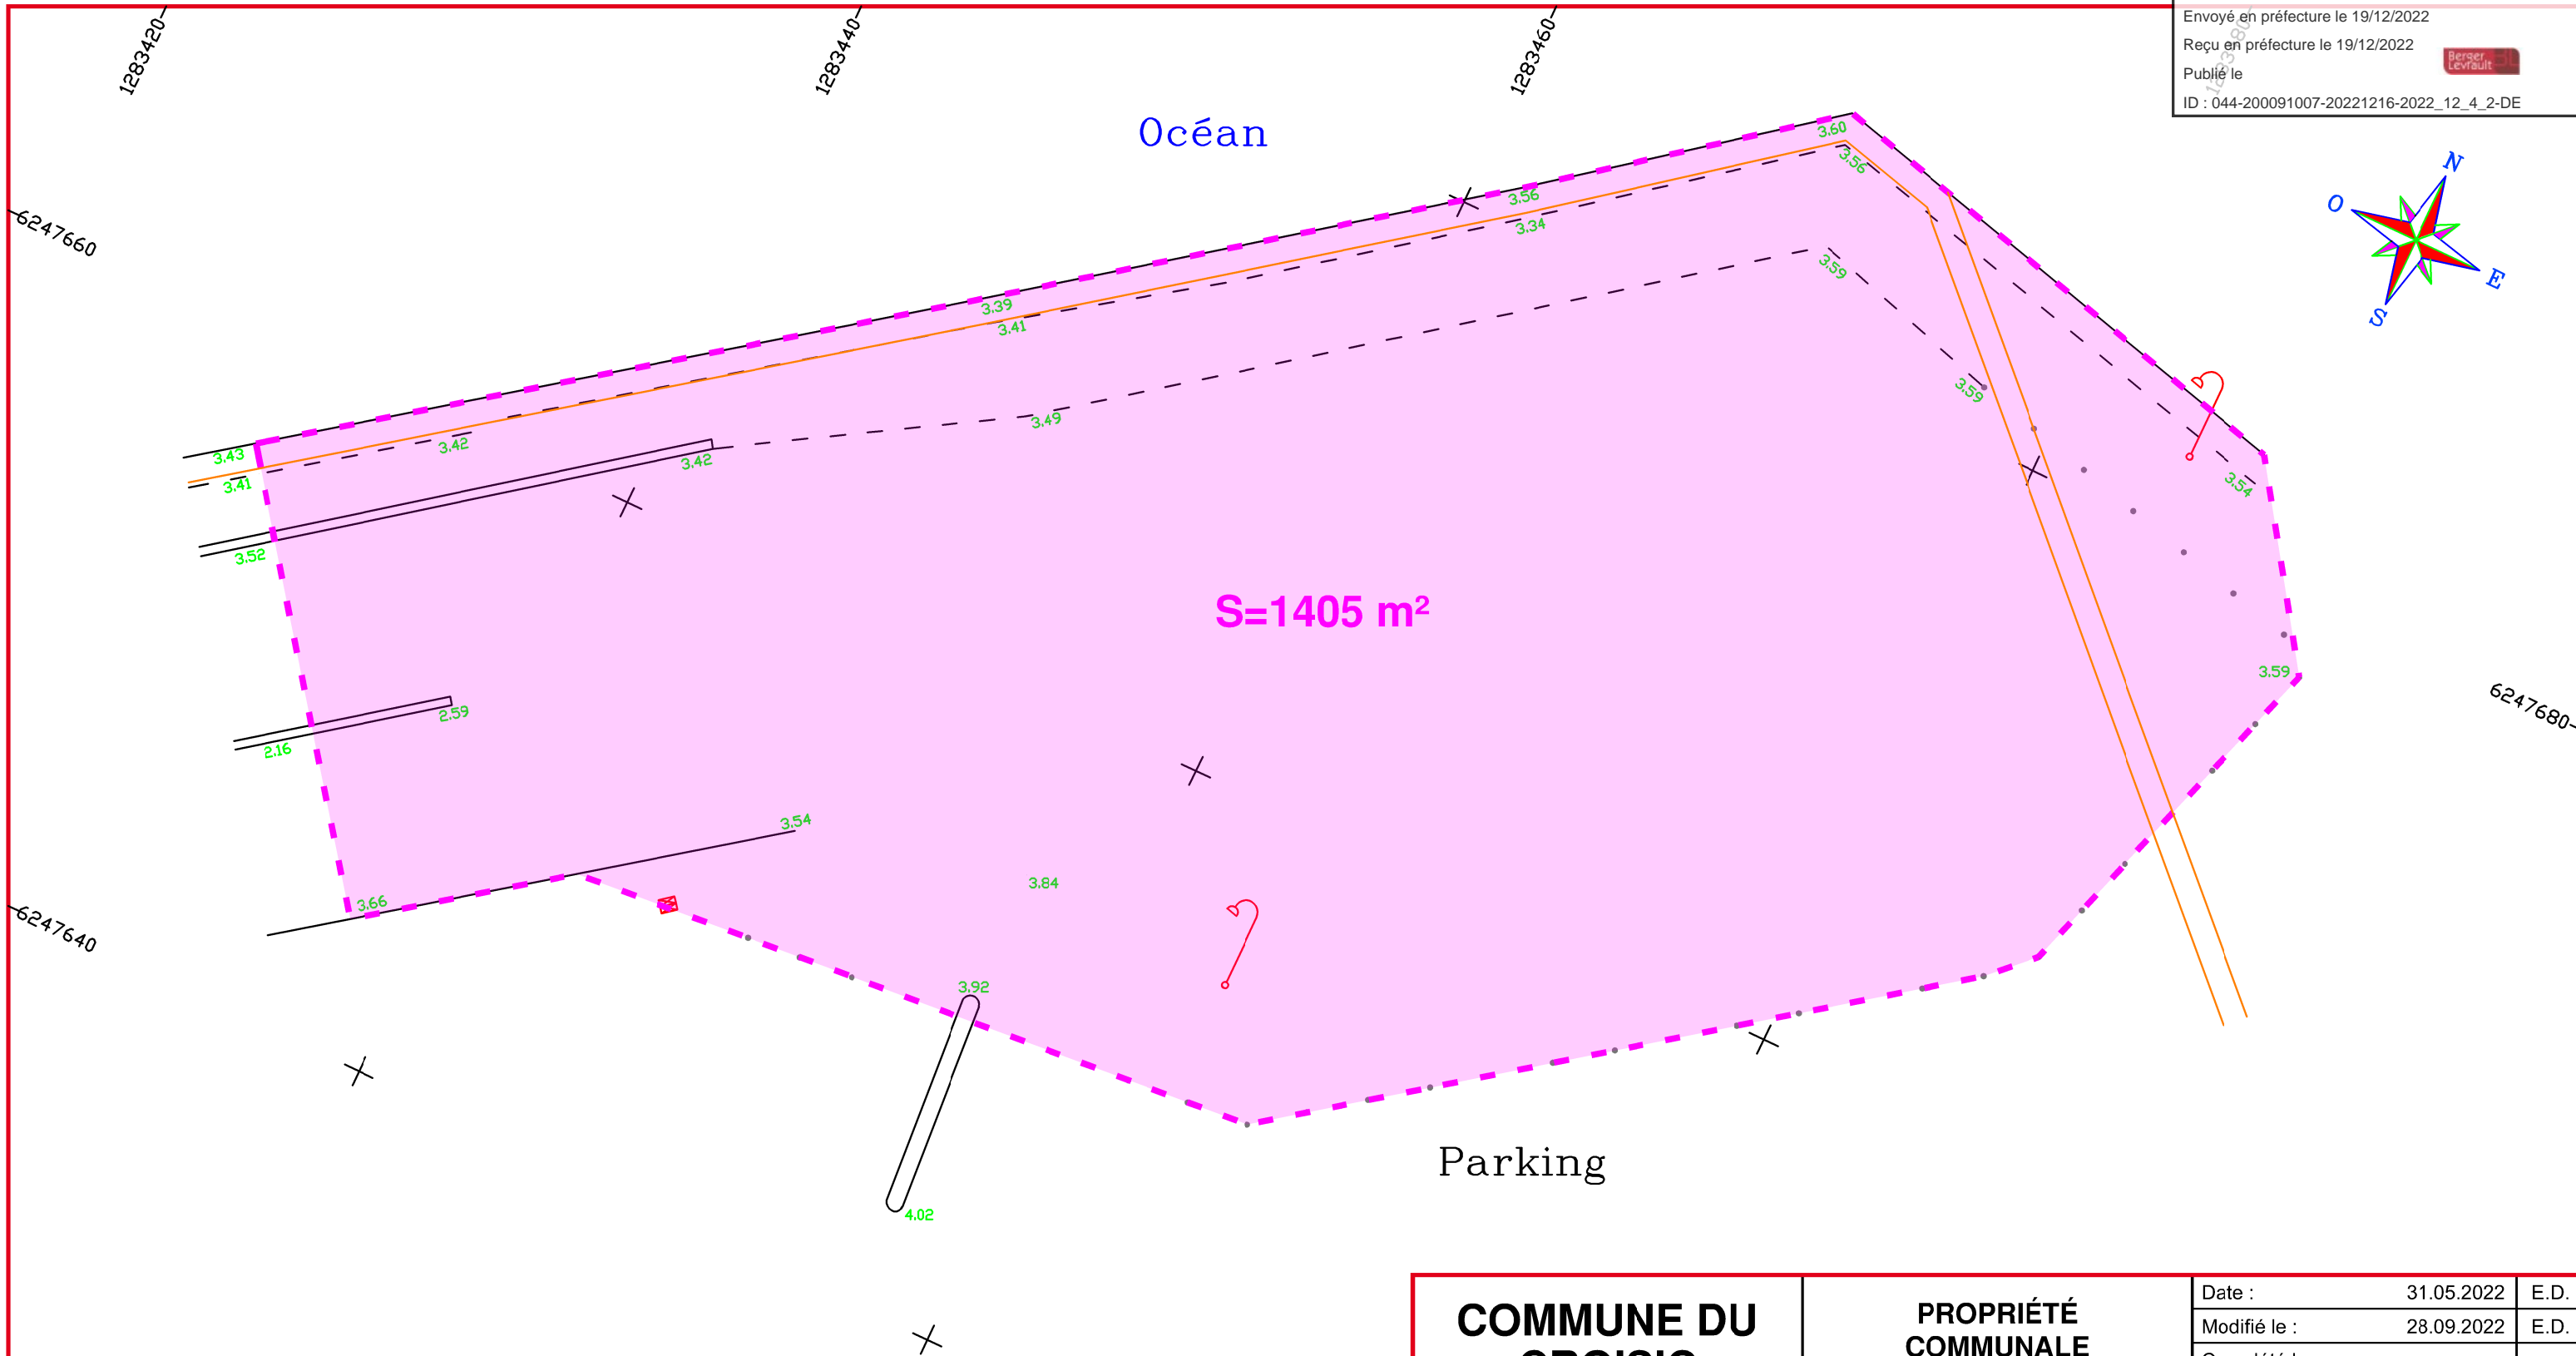 1283420
1283440
1283460
Envoyé en préfecture le 19/12/2022
Reçu en préfecture le 19/12/2022
Berger
Levrault
Publié le
ID : 044-200091007-20221216-2022_12_4_2-DE
Océan
N
O
E
S
3.60
3.56
3.56
3.34
6247660
3.59
3.39
3.41
3.59
3.49
3.42
3.43
3.42
3.41
3.54
3.52
S=1405 m²
3.59
6247680
2.59
2.16
3.54
3.84
3.66
6247640
3.92
Parking
4.02
COMMUNE DU
PROPRIÉTÉ
COMMUNALE
Date : 31.05.2022 E.D.
Modifié le : 28.09.2022 E.D.